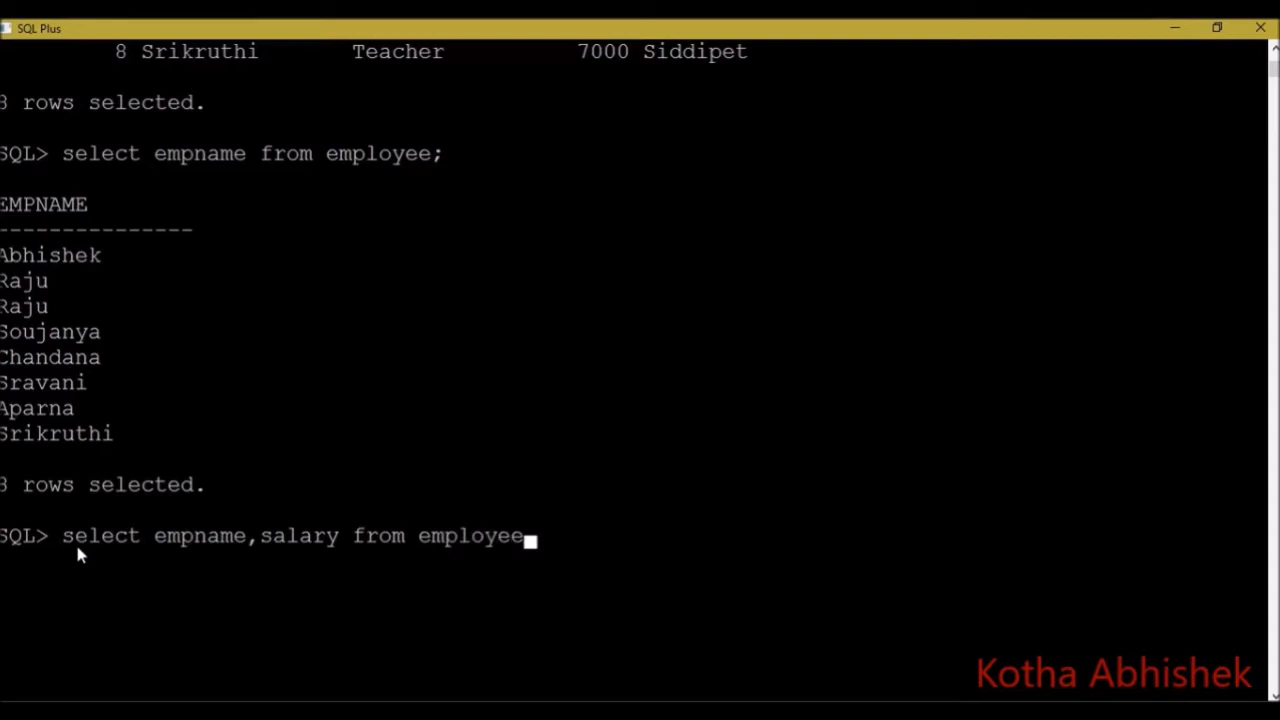 SQL Plus
8 Srikruthi Teacher 7000 Siddipet
8 rows selected.
SQL> select empname from employee;
EMPNAME
---------------
Abhishek
Raju
Raju
Soujanya
Chandana
Sravani
Aparna
Srikruthi
8 rows selected.
SQL> select empname,salary from employee
Kotha Abhishek